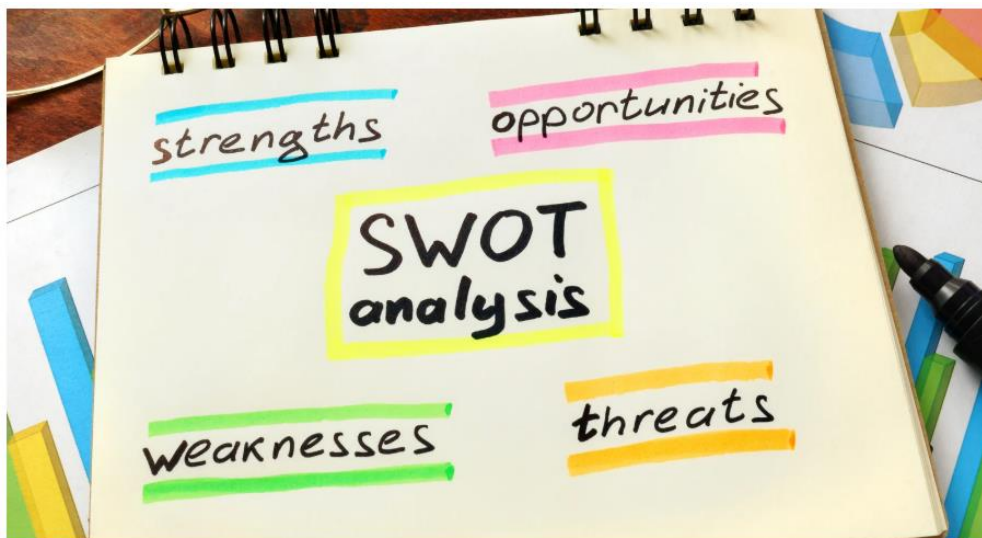 strengths
opportunities
SWOT
analysis
weaknesses
threats